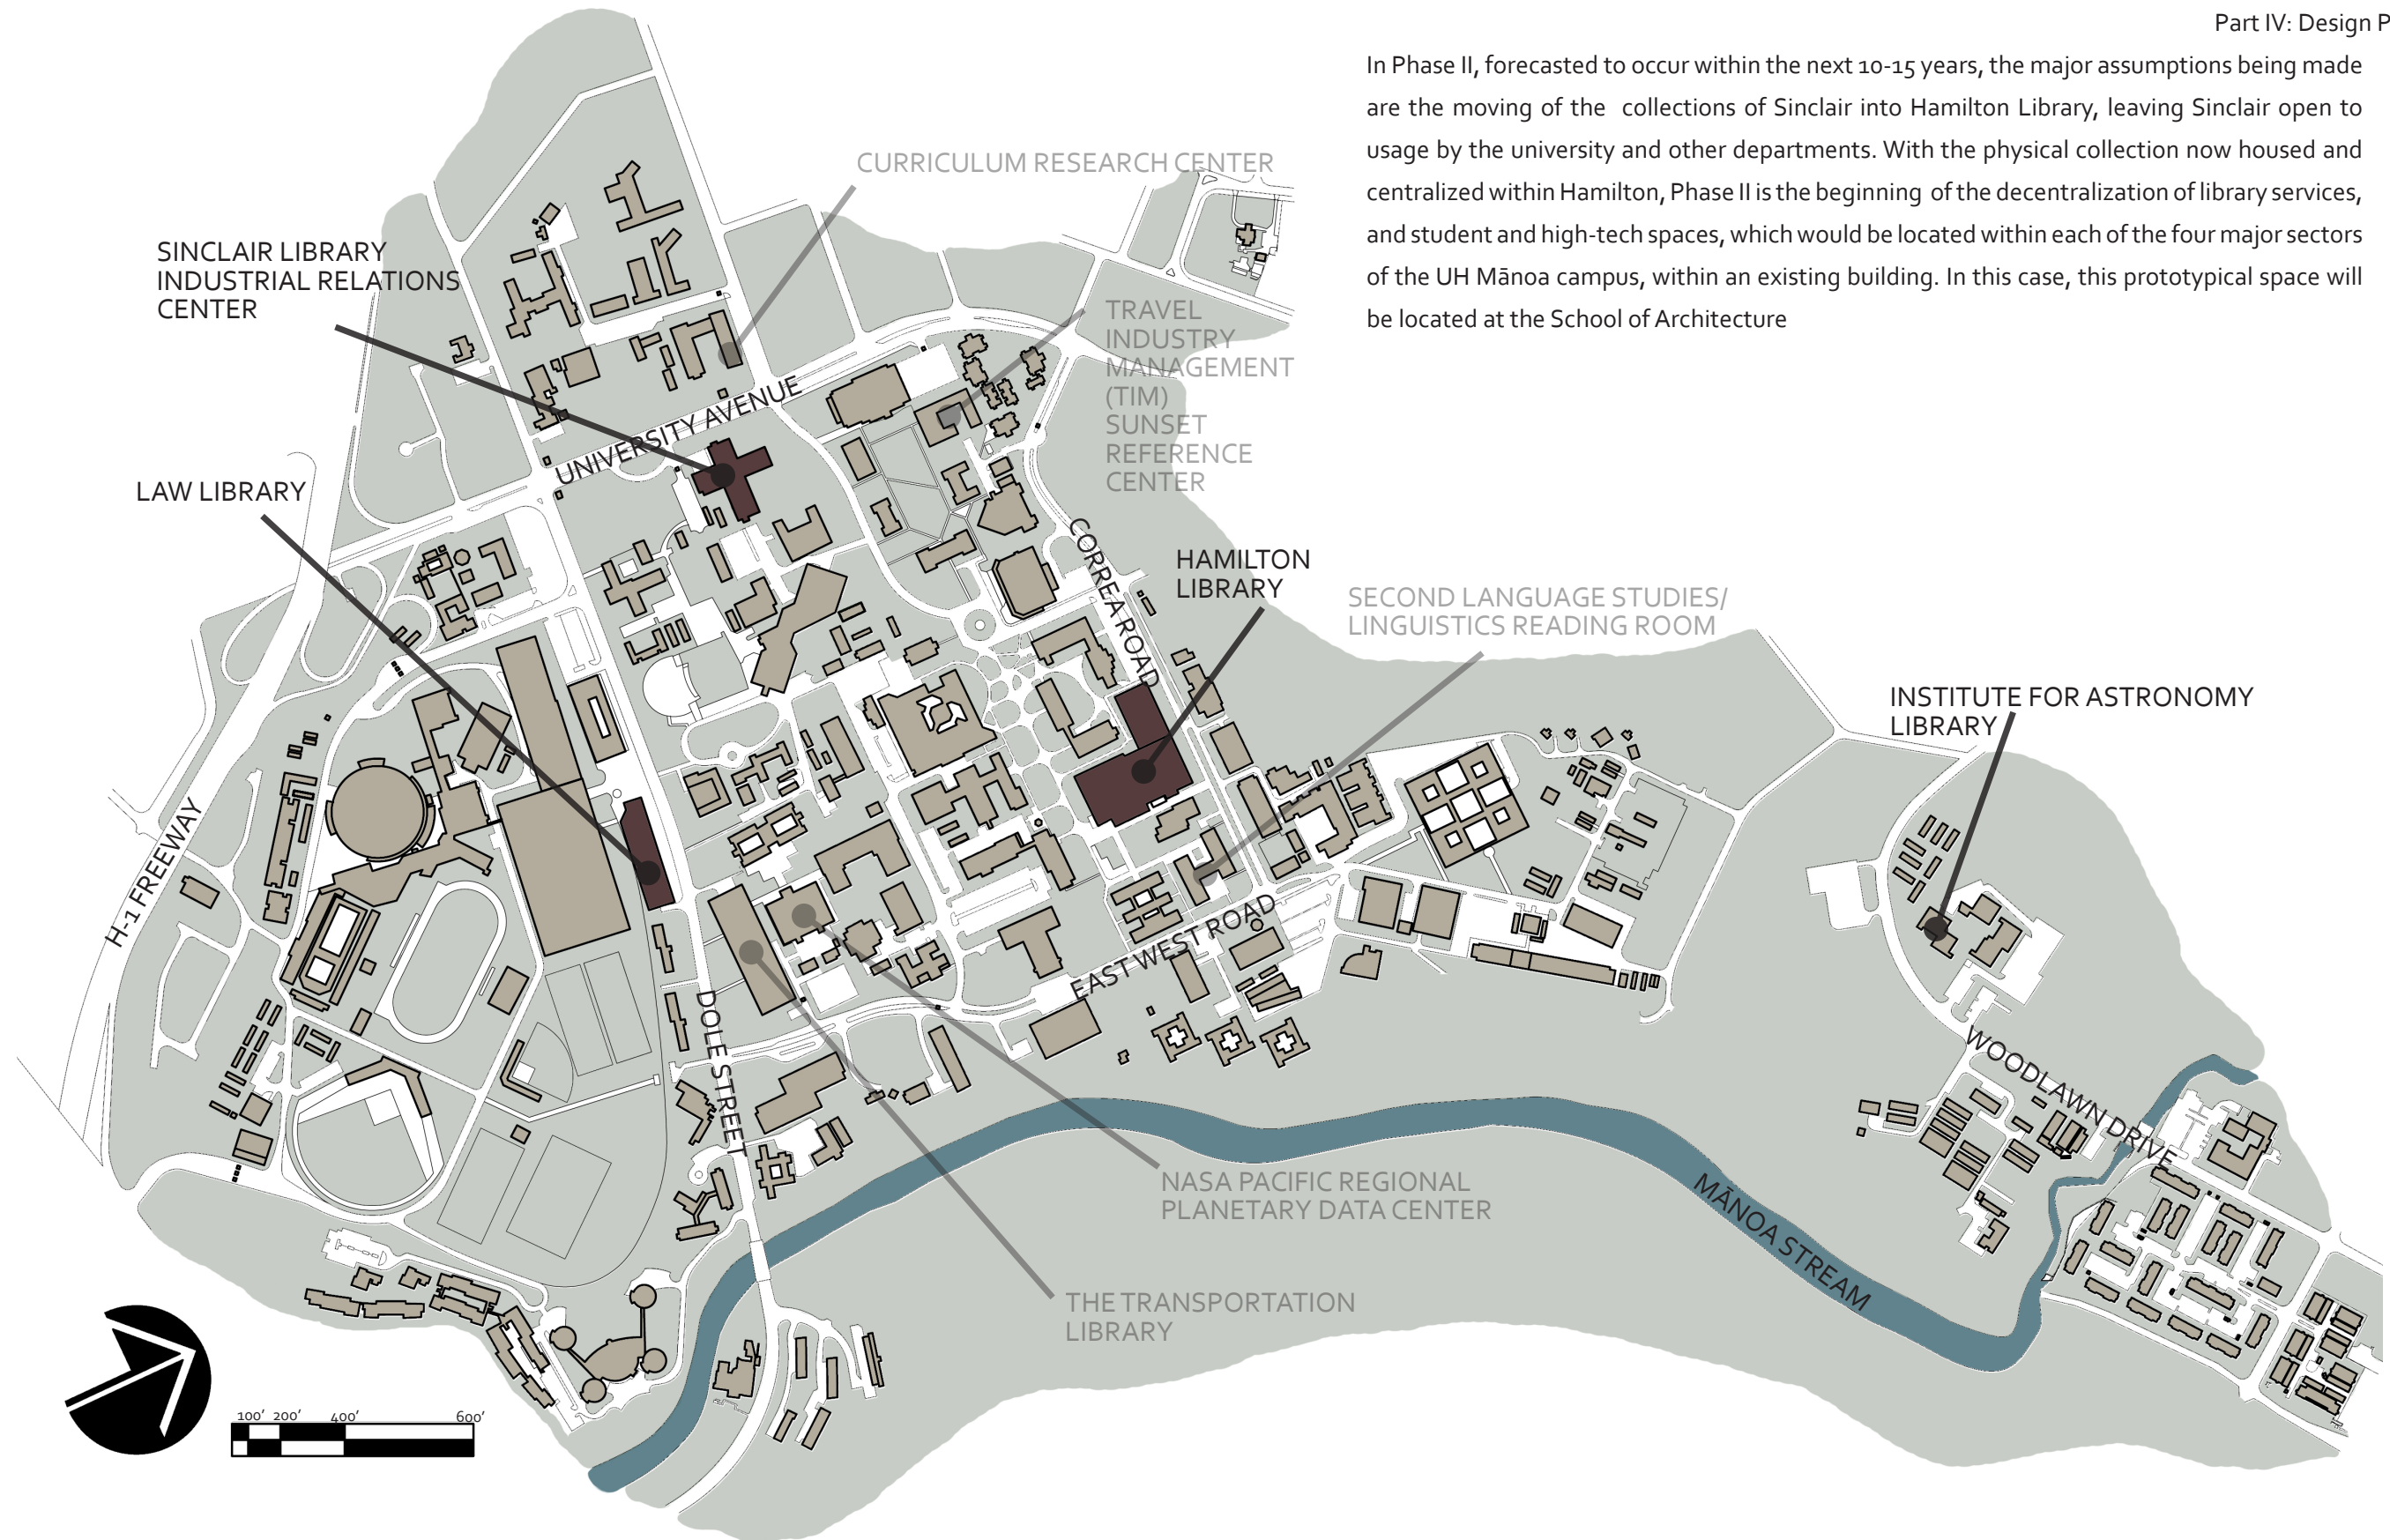 Part IV: Design P
In Phase II, forecasted to occur within the next 10-15 years, the major assumptions being made
are the moving of the collections of Sinclair into Hamilton Library, leaving Sinclair open to
usage by the university and other departments. With the physical collection now housed and
centralized within Hamilton, Phase II is the beginning of the decentralization of library services,
and student and high-tech spaces, which would be located within each of the four major sectors
of the UH Mānoa campus, within an existing building. In this case, this prototypical space will
be located at the School of Architecture
CURRICULUM RESEARCH CENTER
SINCLAIR LIBRARY
INDUSTRIAL RELATIONS
CENTER
TRAVEL
INDUSTRY
MANAGEMENT
(TIM)
SUNSET
REFERENCE
CENTER
UNIVERSITY AVENUE
LAW LIBRARY
CORREA ROAD
HAMILTON
LIBRARY
SECOND LANGUAGE STUDIES/
LINGUISTICS READING ROOM
INSTITUTE FOR ASTRONOMY
LIBRARY
H-1 FREEWAY
EAST WEST ROAD
DOLE STREET
WOODLAWN DRIVE
NASA PACIFIC REGIONAL
PLANETARY DATA CENTER
MĀNOA STREAM
THE TRANSPORTATION
LIBRARY
100' 200' 400' 600'